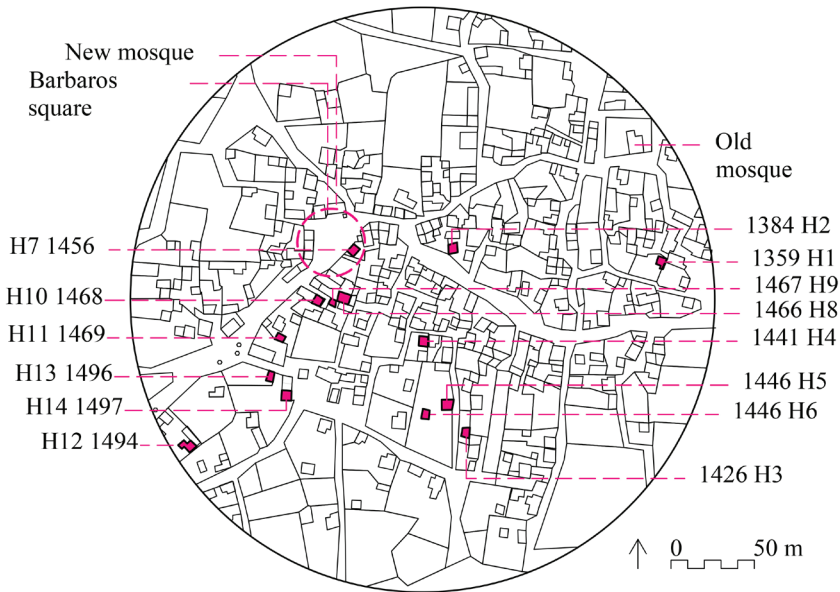 New mosque
Barbaros
square
Old
mosque
1384 H2
H7 1456
1359 H1
1467 H9
H10 1468
1466 H8
H11 1469
1441 H4
H13 1496
1446 H5
H14 1497
1446 H6
H12 1494
1426 H3
0 50 m